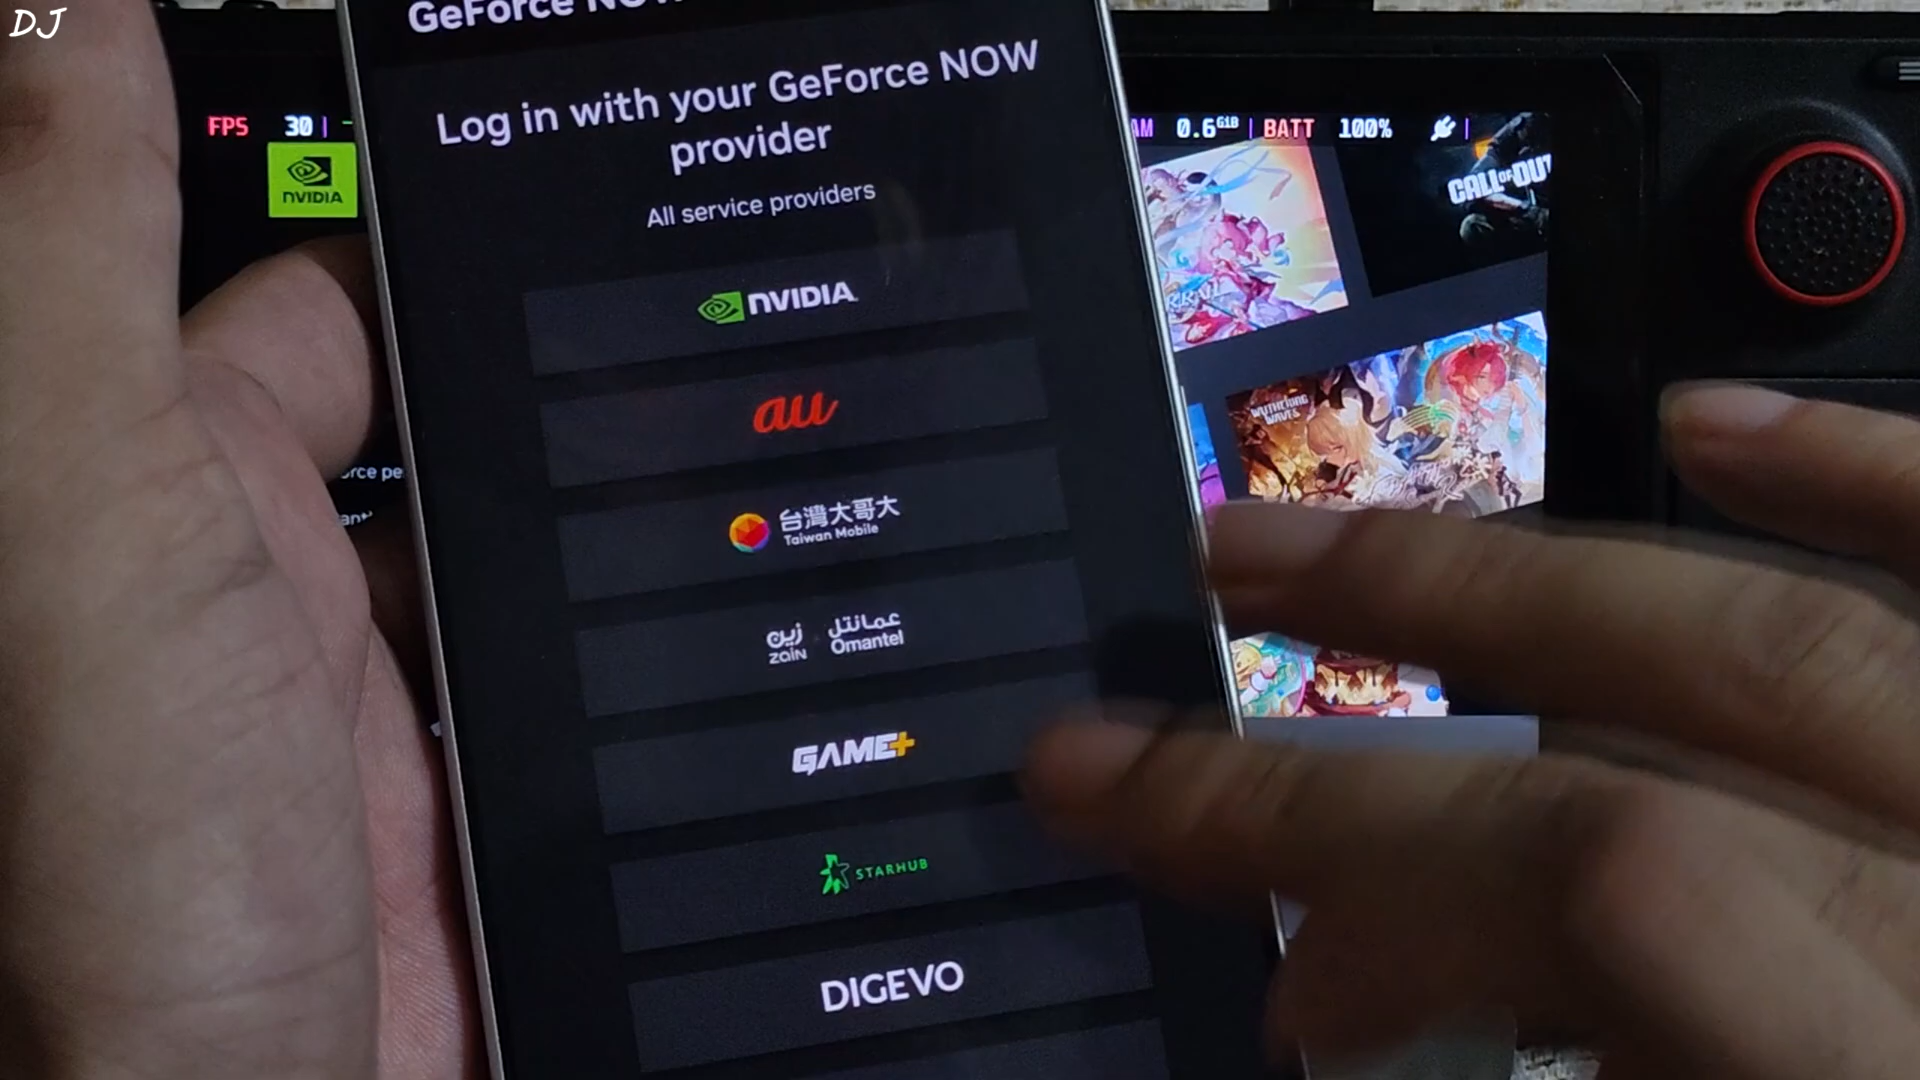 DJ
GeForce NOW
Log in with your GeForce NOW
provider
All service providers
NVIDIA
au
台灣大哥大
Taiwan Mobile
زين
zain
عمانتل
Omantel
GAME+
STARHUB
DIGEVO
FPS 30
NVIDIA
0.6GiB | BATT 100%
CALL OF DUT
WUTHERING
WAVES